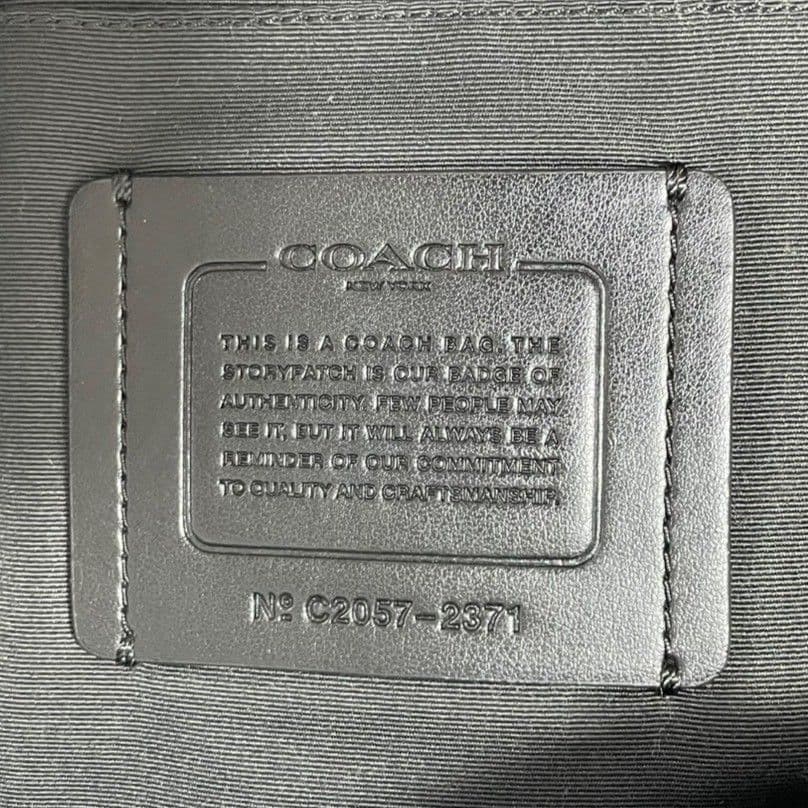 COACH
NEW YORK
THIS IS A COACH BAG. THE
STORYPATCH IS OUR BADGE OF
AUTHENTICITY. FEW PEOPLE MAY
SEE IT, BUT IT WILL ALWAYS BE A
REMINDER OF OUR COMMITMENT
TO QUALITY AND CRAFTSMANSHIP.
Nº C2057-2371